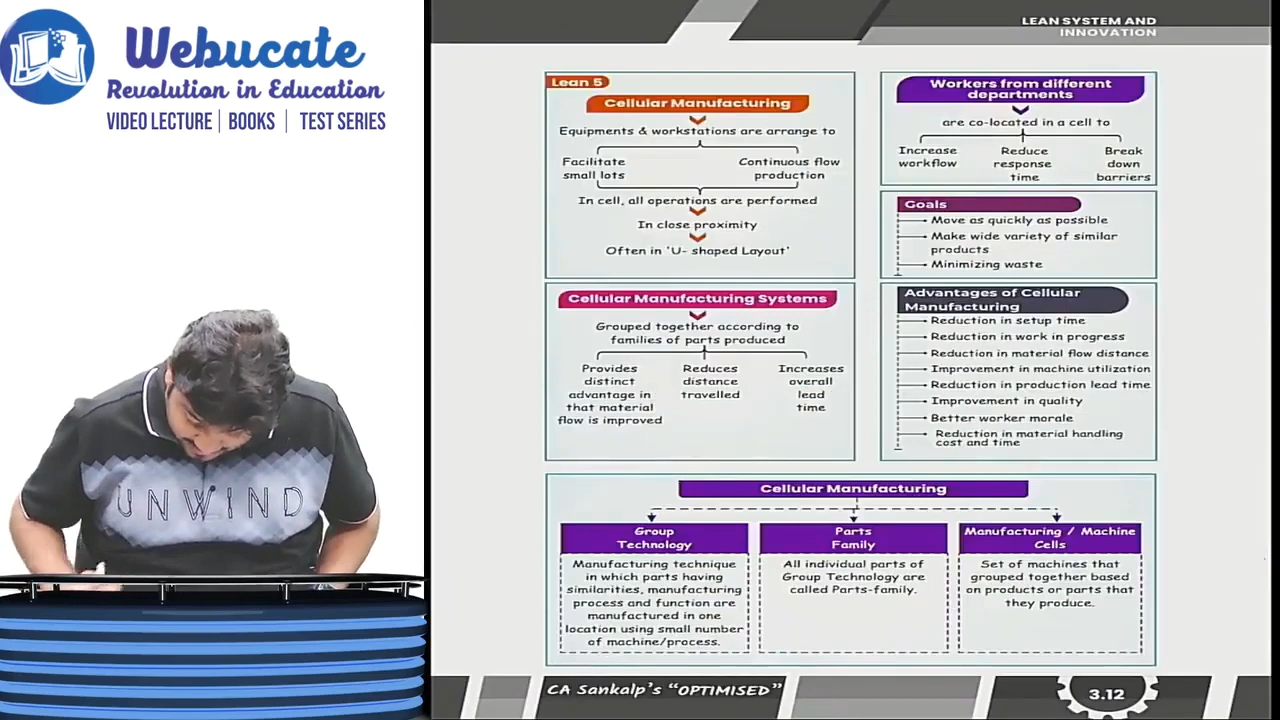 Webucate
Revolution in Education
VIDEO LECTURE | BOOKS | TEST SERIES
UNWIND
LEAN SYSTEM AND
INNOVATION
Lean 5
Cellular Manufacturing
Equipments & workstations are arrange to
Facilitate
small lots
Continuous flow
production
In cell, all operations are performed
In close proximity
Often in 'U- shaped Layout'
Workers from different
departments
are co-located in a cell to
Increase
workflow
Reduce
response
time
Break
down
barriers
Goals
Move as quickly as possible
Make wide variety of similar
products
Minimizing waste
Cellular Manufacturing Systems
Grouped together according to
families of parts produced
Provides
distinct
advantage in
that material
flow is improved
Reduces
distance
travelled
Increases
overall
lead
time
Advantages of Cellular
Manufacturing
Reduction in setup time
Reduction in work in progress
Reduction in material flow distance
Improvement in machine utilization
Reduction in production lead time
Improvement in quality
Better worker morale
Reduction in material handling
cost and time
Cellular Manufacturing
Group
Technology
Manufacturing technique
in which parts having
similarities, manufacturing
process and function are
manufactured in one
location using small number
of machine/process.
Parts
Family
All individual parts of
Group Technology are
called Parts-family.
Manufacturing / Machine
Cells
Set of machines that
grouped together based
on products or parts that
they produce.
CA Sankalp's "OPTIMISED"
3.12